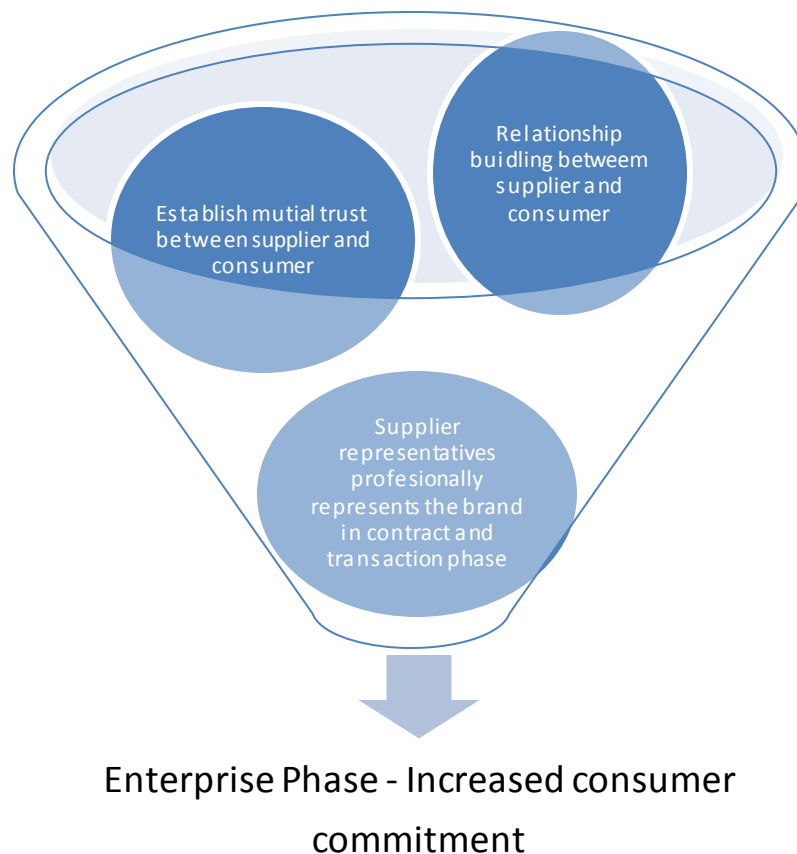 Relationship
buidling betweem
supplier and
consumer
Establish mutial trust
between supplier and
consumer
Supplier
representatives
profesionally
represents the brand
in contract and
transaction phase
Enterprise Phase - Increased consumer
commitment